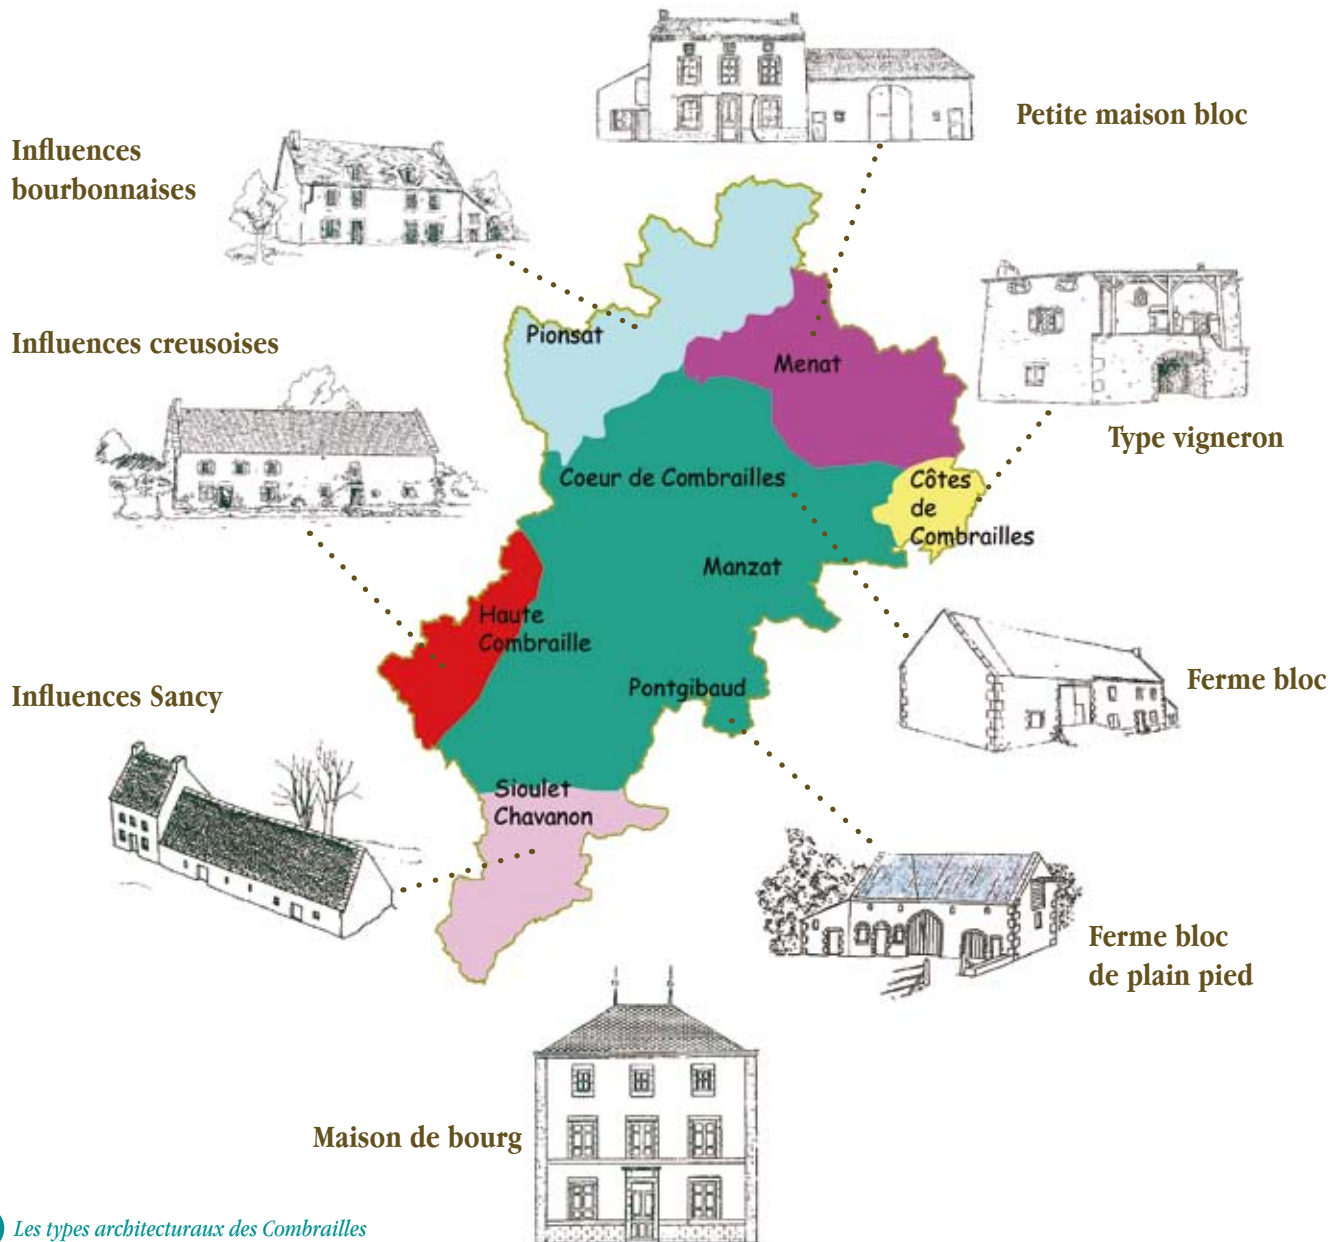 Petite maison bloc
Influences
bourbonnaises
Type vigneron
Influences creusoises
Pionsat
Menat
Coeur de Combrailles
Côtes
de
Combrailles
Manzat
Haute
Combraille
Pontgibaud
Ferme bloc
Influences Sancy
Sioulet
Chavanon
Ferme bloc
de plain pied
Maison de bourg
Les types architecturaux des Combrailles